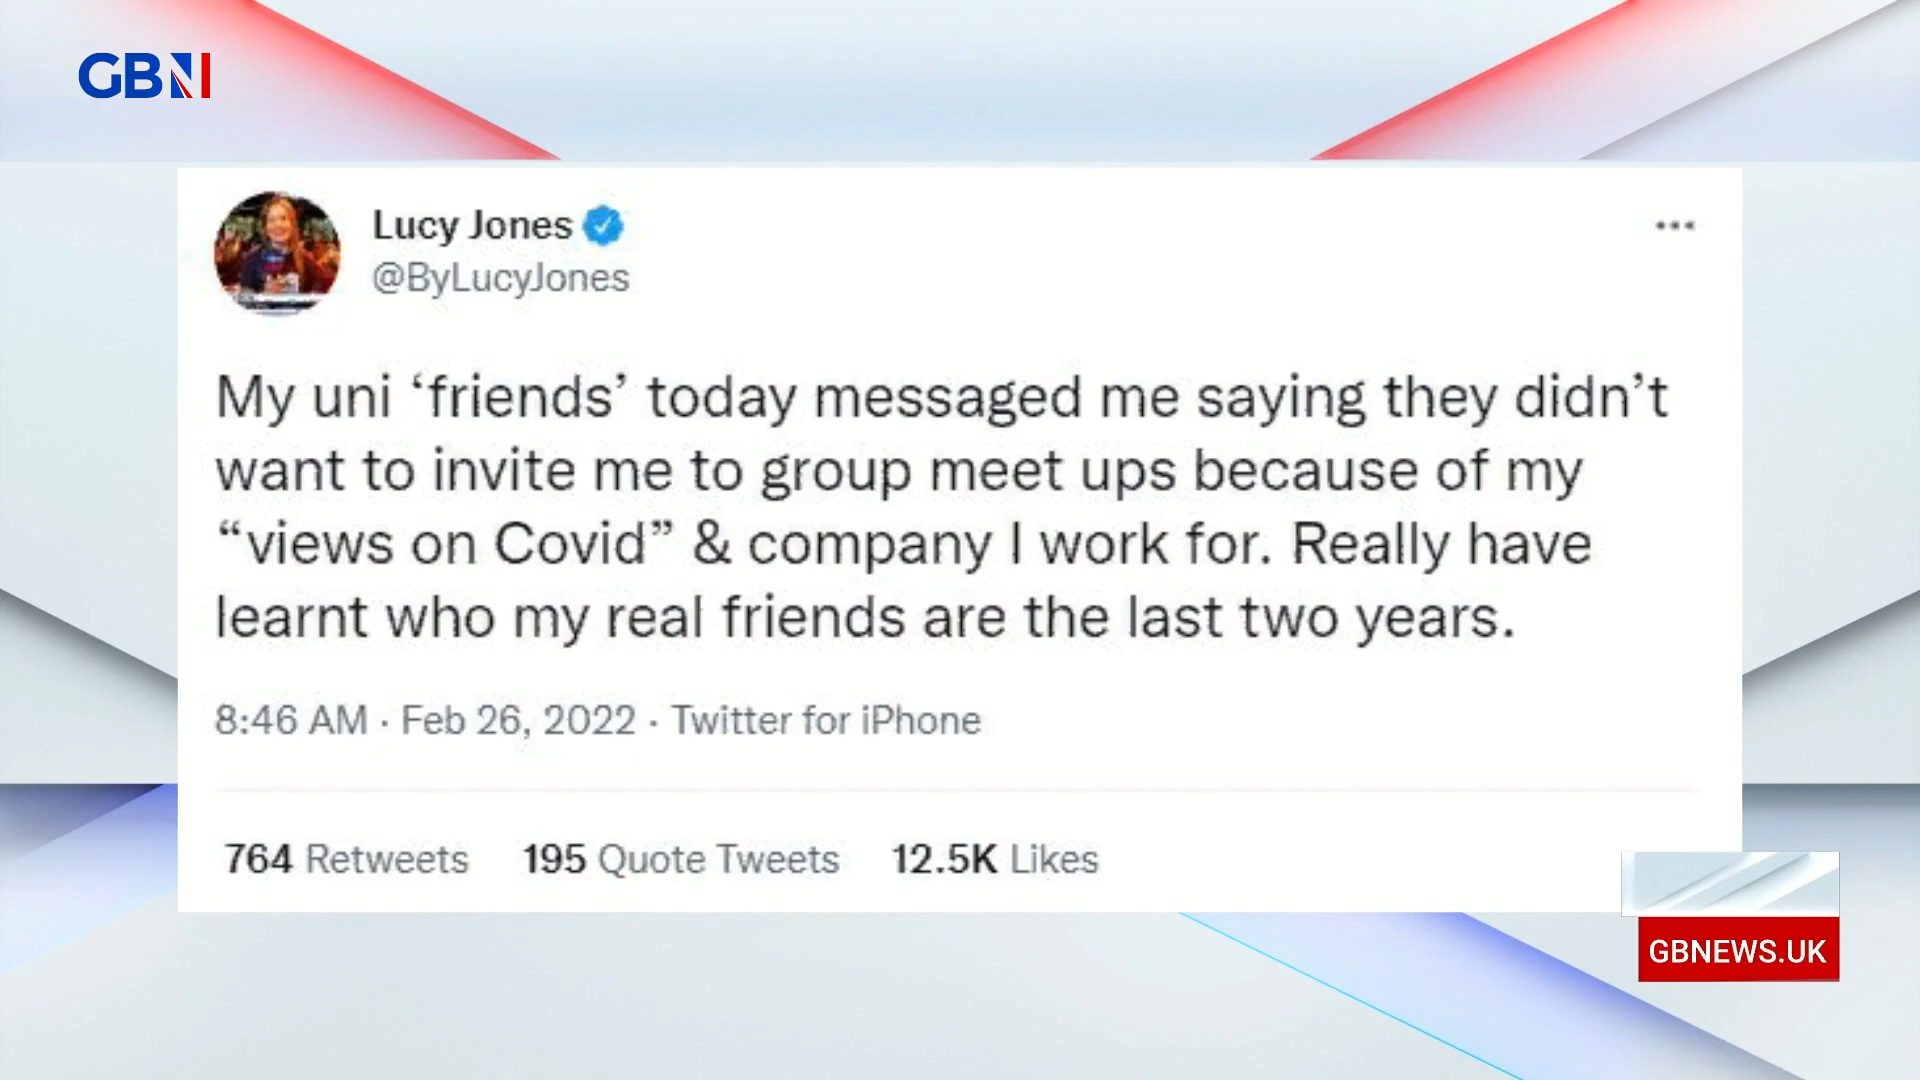 GBN
Lucy Jones
@ByLucyJones
My uni ‘friends’ today messaged me saying they didn’t
want to invite me to group meet ups because of my
“views on Covid” & company I work for. Really have
learnt who my real friends are the last two years.
8:46 AM · Feb 26, 2022 · Twitter for iPhone
764 Retweets 195 Quote Tweets 12.5K Likes
GBNEWS.UK